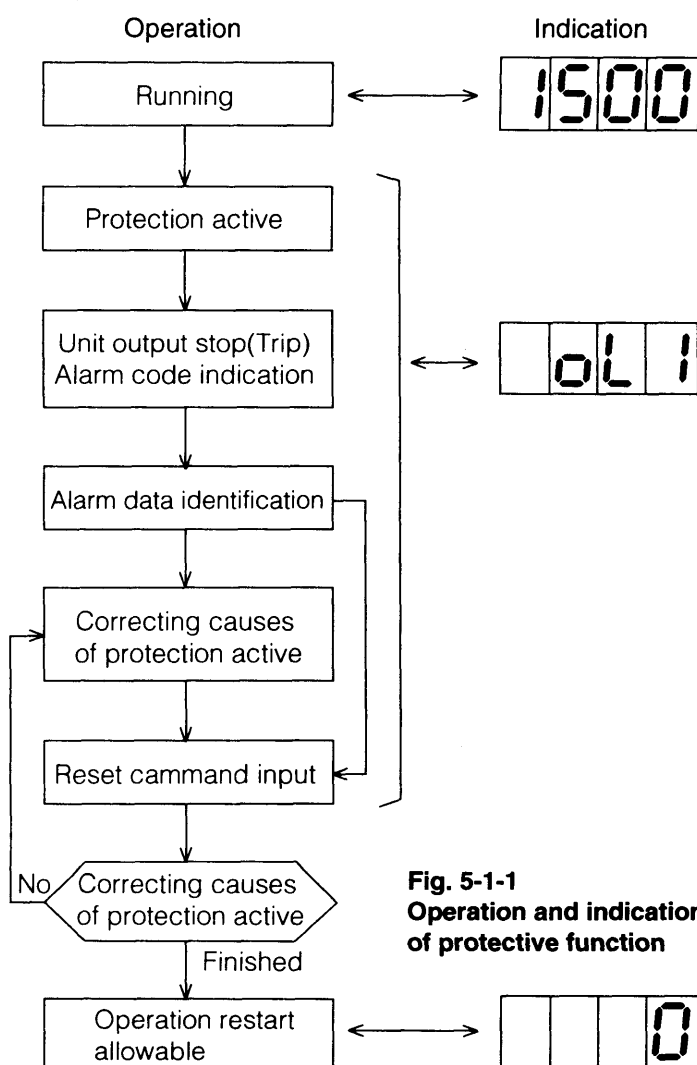 Operation
Indication
Running
1500
Protection active
Unit output stop(Trip)
Alarm code indication
oL1
Alarm data identification
Correcting causes
of protection active
Reset cammand input
No
Correcting causes
of protection active
Fig. 5-1-1
Operation and indication
of protective function
Finished
Operation restart
allowable
0